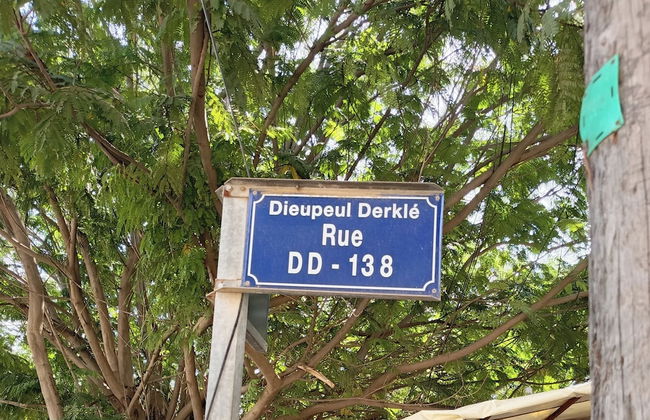 Dieupeul Derklé
Rue
DD - 138